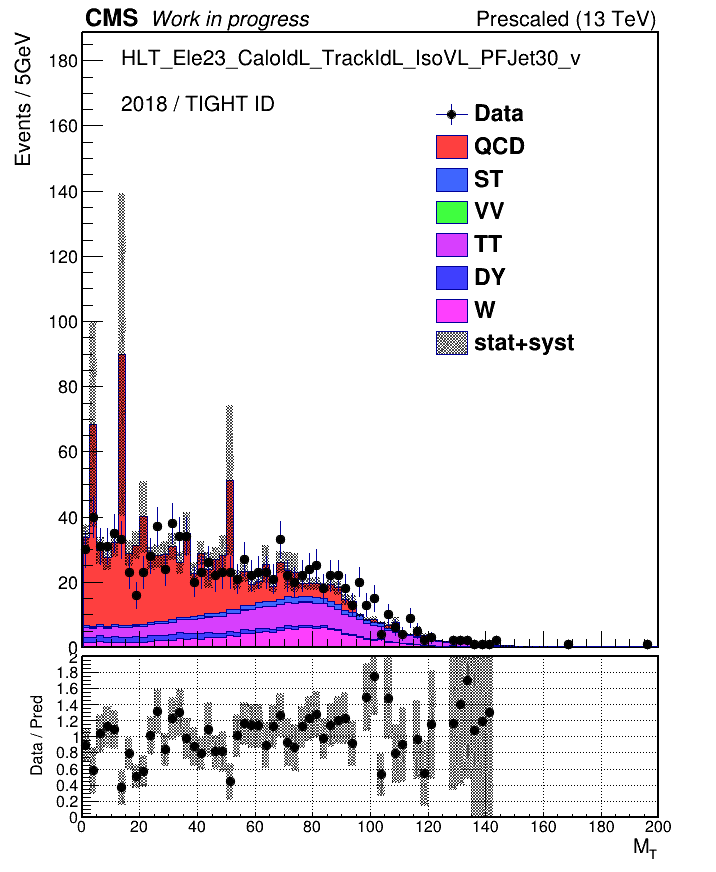 CMS Work in progress Prescaled (13 TeV)
Events / 5GeV
HLT_Ele23_CaloIdL_TrackIdL_IsoVL_PFJet30_v
2018 / TIGHT ID
Data
QCD
ST
VV
TT
DY
W
stat+syst
180
160
140
120
100
80
60
40
20
0
Data / Pred
2
1.8
1.6
1.4
1.2
1
0.8
0.6
0.4
0.2
0
0 20 40 60 80 100 120 140 160 180 200
M_T